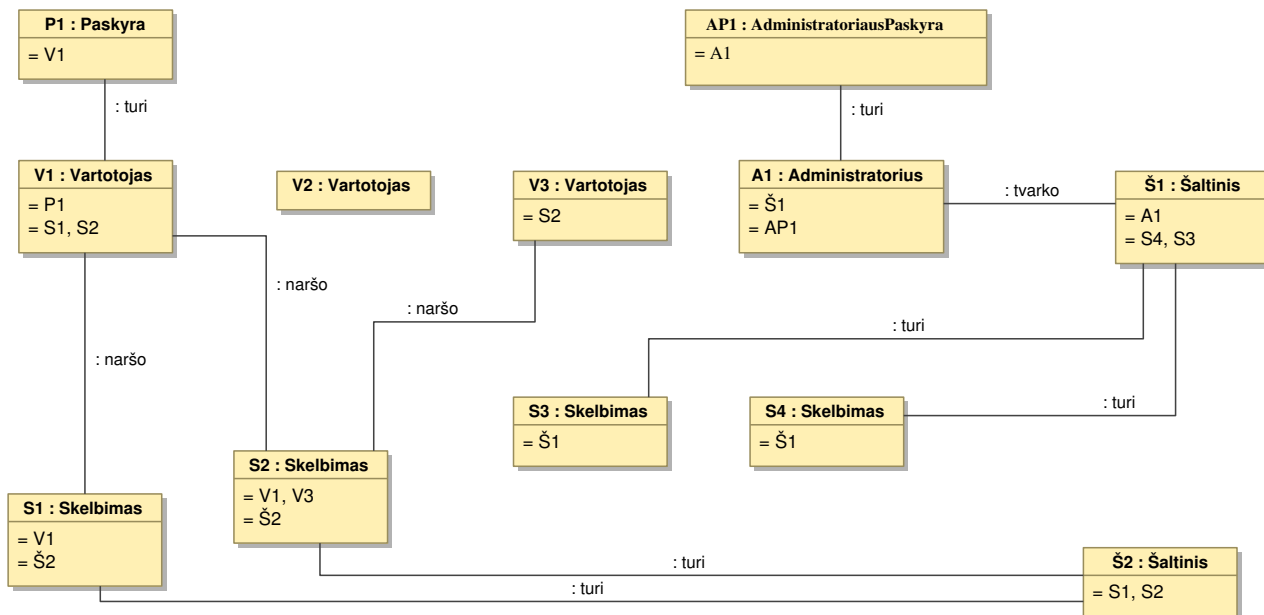 P1 : Paskyra
= V1
AP1 : AdministratoriausPaskyra
= A1
: turi
: turi
V1 : Vartotojas
= P1
= S1, S2
V2 : Vartotojas
V3 : Vartotojas
= S2
A1 : Administratorius
= Š1
= AP1
: tvarko
Š1 : Šaltinis
= A1
= S4, S3
: naršo
: naršo
: turi
: naršo
S3 : Skelbimas
= Š1
S4 : Skelbimas
= Š1
: turi
S2 : Skelbimas
= V1, V3
= Š2
S1 : Skelbimas
= V1
= Š2
: turi
: turi
Š2 : Šaltinis
= S1, S2